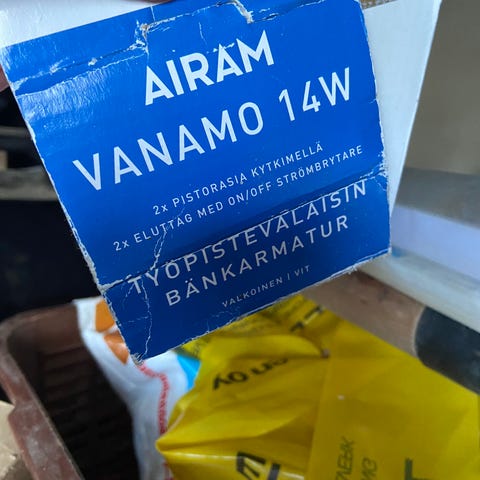 AIRAM
VANAMO 14W
2x PISTORASIA KYTKIMELLÄ
2x ELUTTAG MED ON/OFF STRÖMBRYTARE
TYÖPISTEVALAISIN
BÄNKARMATUR
VALKOINEN | VIT